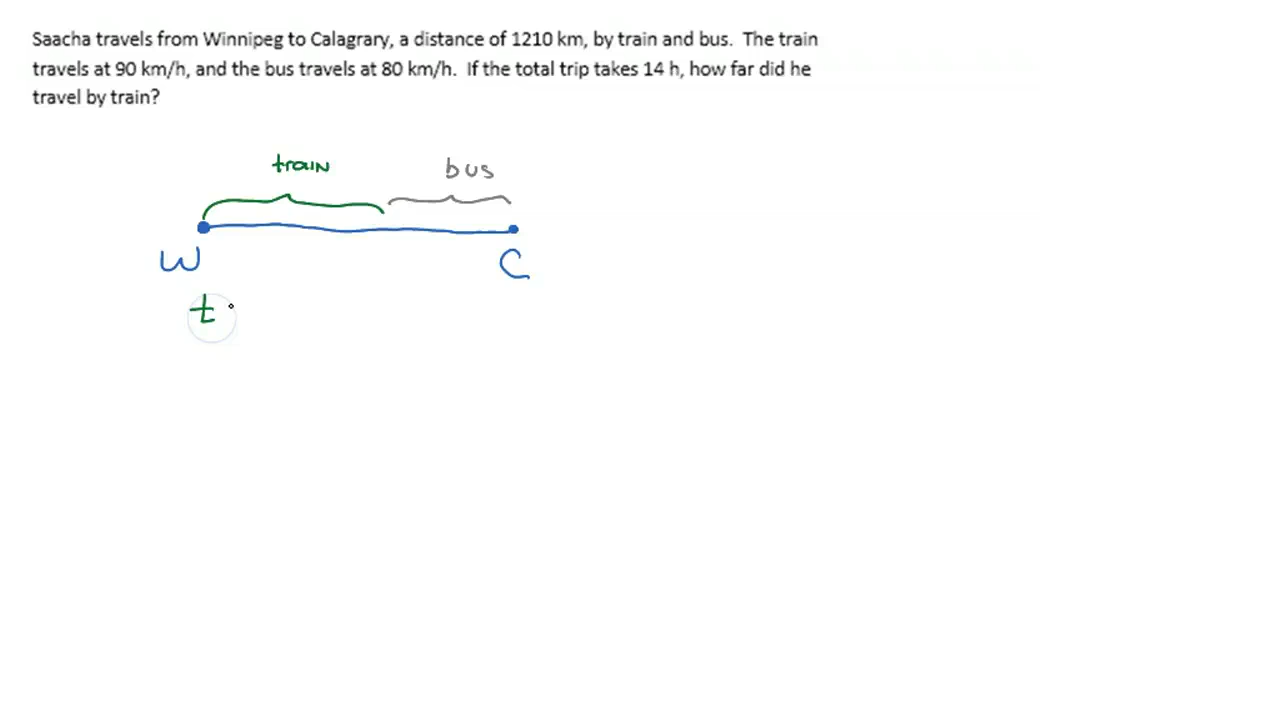 Saacha travels from Winnipeg to Calagrary, a distance of 1210 km, by train and bus. The train
travels at 90 km/h, and the bus travels at 80 km/h. If the total trip takes 14 h, how far did he
travel by train?
train bus
W C
t